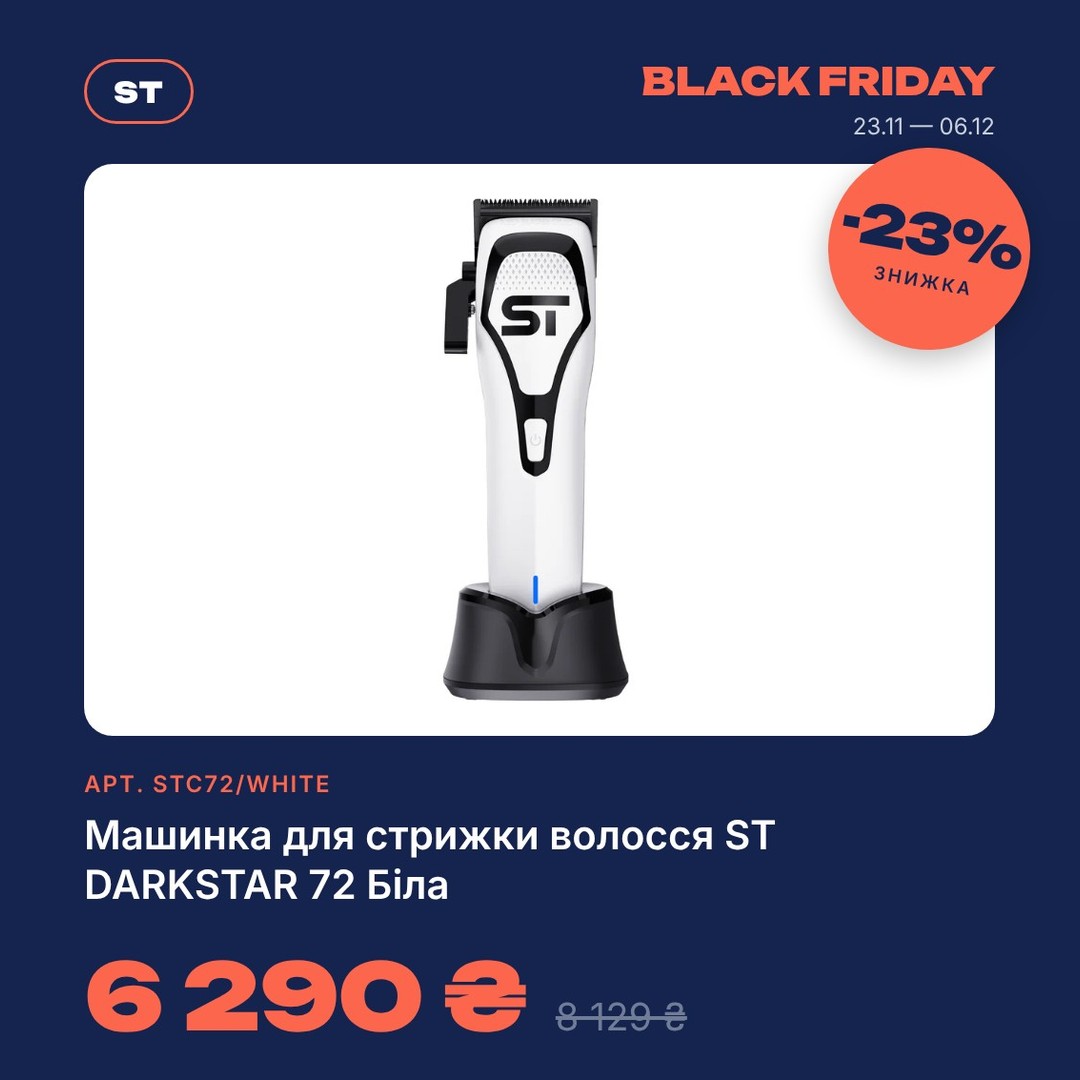 ST
BLACK FRIDAY
23.11 — 06.12
-23%
ЗНИЖКА
ST
АРТ. STC72/WHITE
Машинка для стрижки волосся ST
DARKSTAR 72 Біла
6 290 ₴ 8 129 ₴